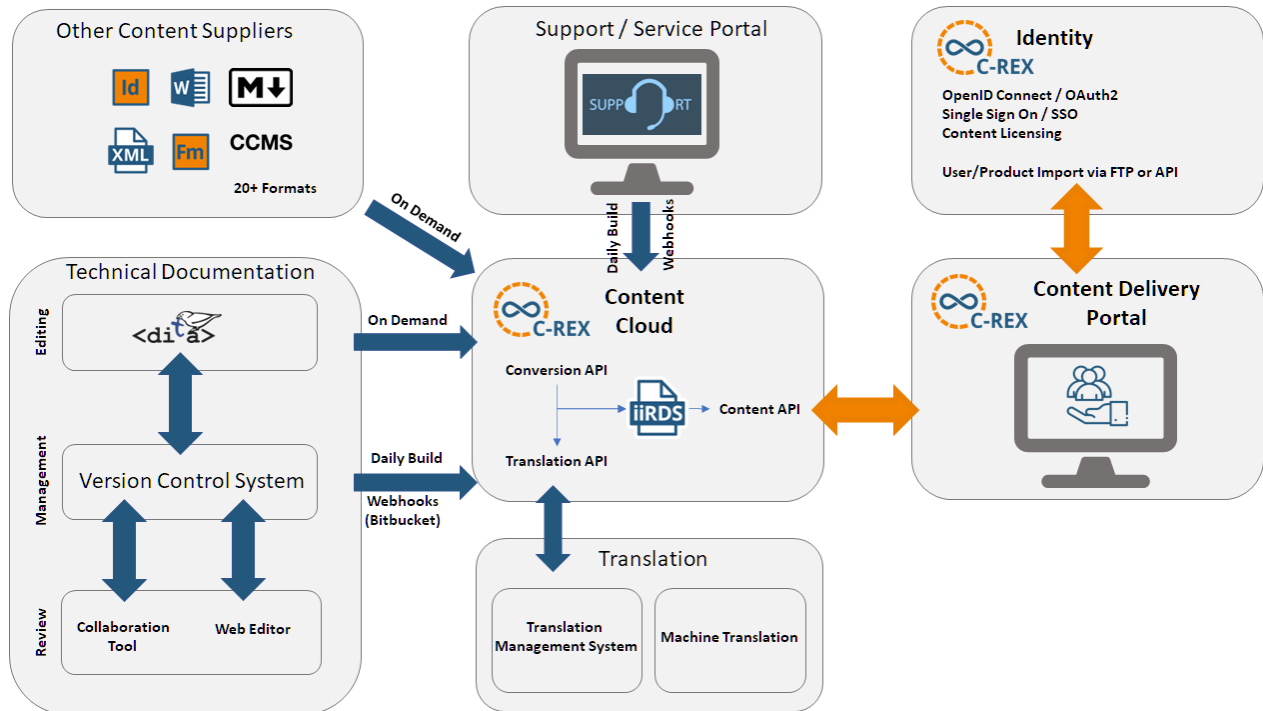 Other Content Suppliers
Id
W
M
XML
Fm
CCMS
20+ Formats
On Demand
Support / Service Portal
SUPP RT
Daily Build
Webhooks
Identity
C-REX
OpenID Connect / OAuth2
Single Sign On / SSO
Content Licensing
User/Product Import via FTP or API
Technical Documentation
Editing
<dita>
Management
Version Control System
Review
Collaboration
Tool
Web Editor
On Demand
Daily Build
Webhooks
(Bitbucket)
Content
Cloud
C-REX
Conversion API
iiRDS
Content API
Translation API
Content Delivery
Portal
C-REX
Translation
Translation
Management System
Machine Translation